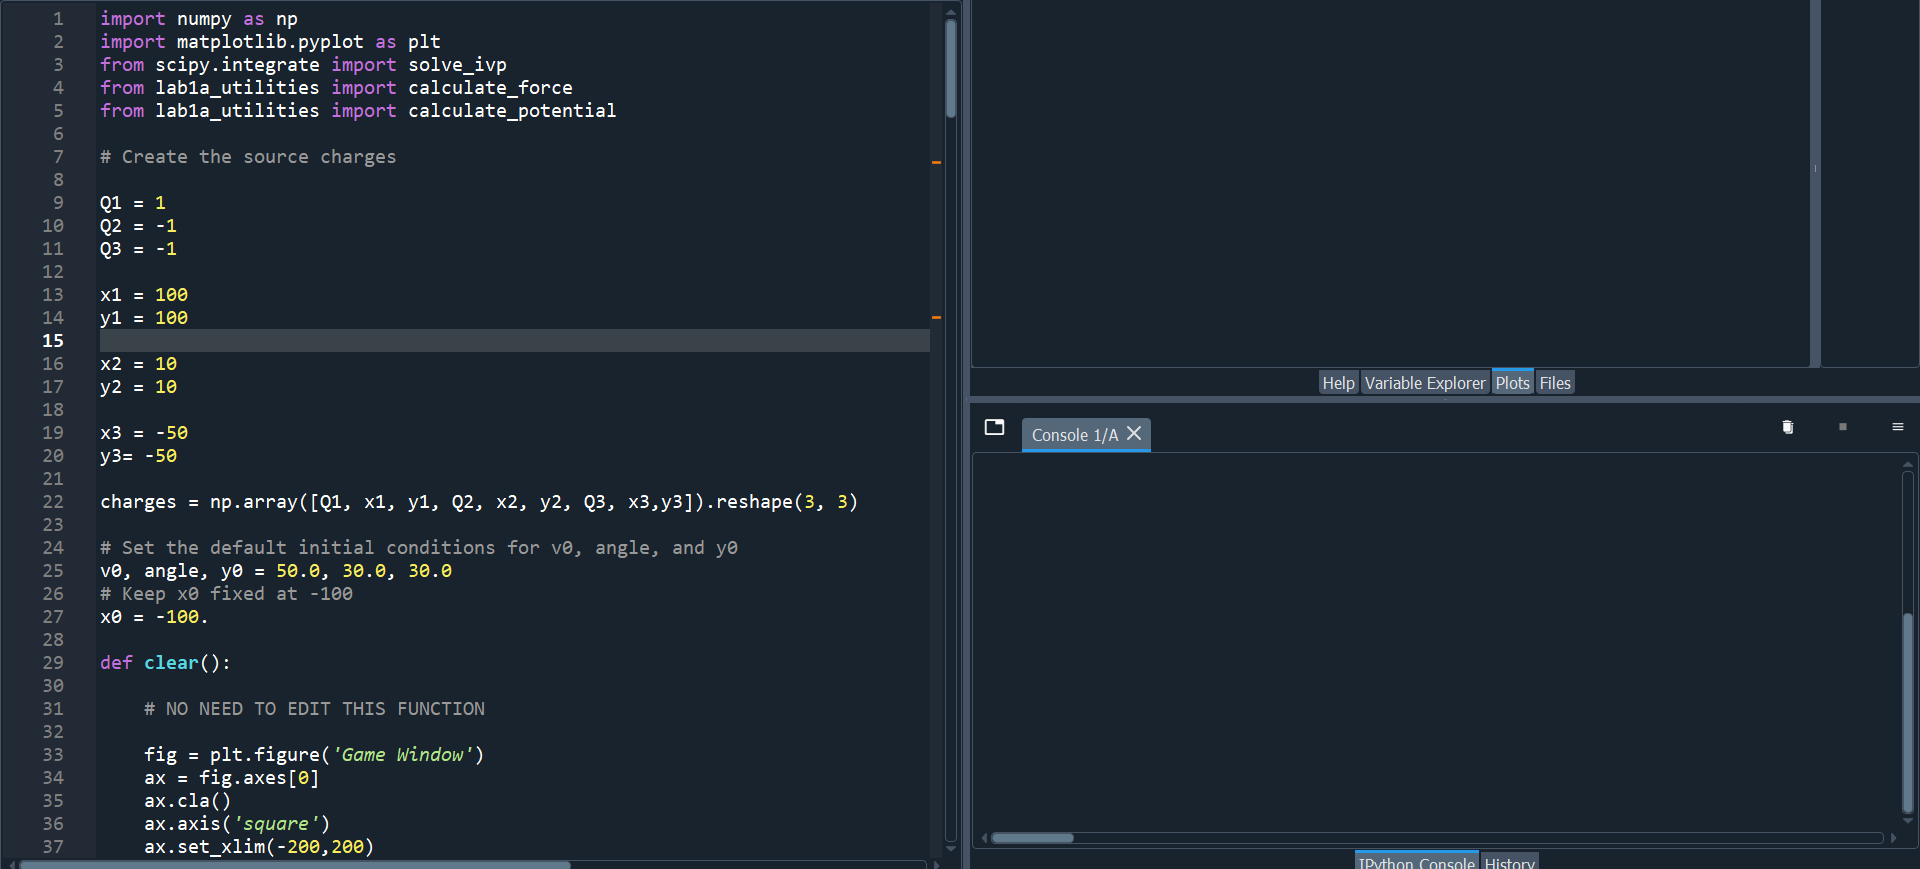 1 import numpy as np
2 import matplotlib.pyplot as plt
3 from scipy.integrate import solve_ivp
4 from lab1a_utilities import calculate_force
5 from lab1a_utilities import calculate_potential
6
7 # Create the source charges
8
9 Q1 = 1
10 Q2 = -1
11 Q3 = -1
12
13 x1 = 100
14 y1 = 100
15
16 x2 = 10
17 y2 = 10
18
19 x3 = -50
20 y3= -50
21
22 charges = np.array([Q1, x1, y1, Q2, x2, y2, Q3, x3,y3]).reshape(3, 3)
23
24 # Set the default initial conditions for v0, angle, and y0
25 v0, angle, y0 = 50.0, 30.0, 30.0
26 # Keep x0 fixed at -100
27 x0 = -100.
28
29 def clear():
30
31     # NO NEED TO EDIT THIS FUNCTION
32
33     fig = plt.figure('Game Window')
34     ax = fig.axes[0]
35     ax.cla()
36     ax.axis('square')
37     ax.set_xlim(-200,200)
Help Variable Explorer Plots Files
Console 1/A
IPython Console History